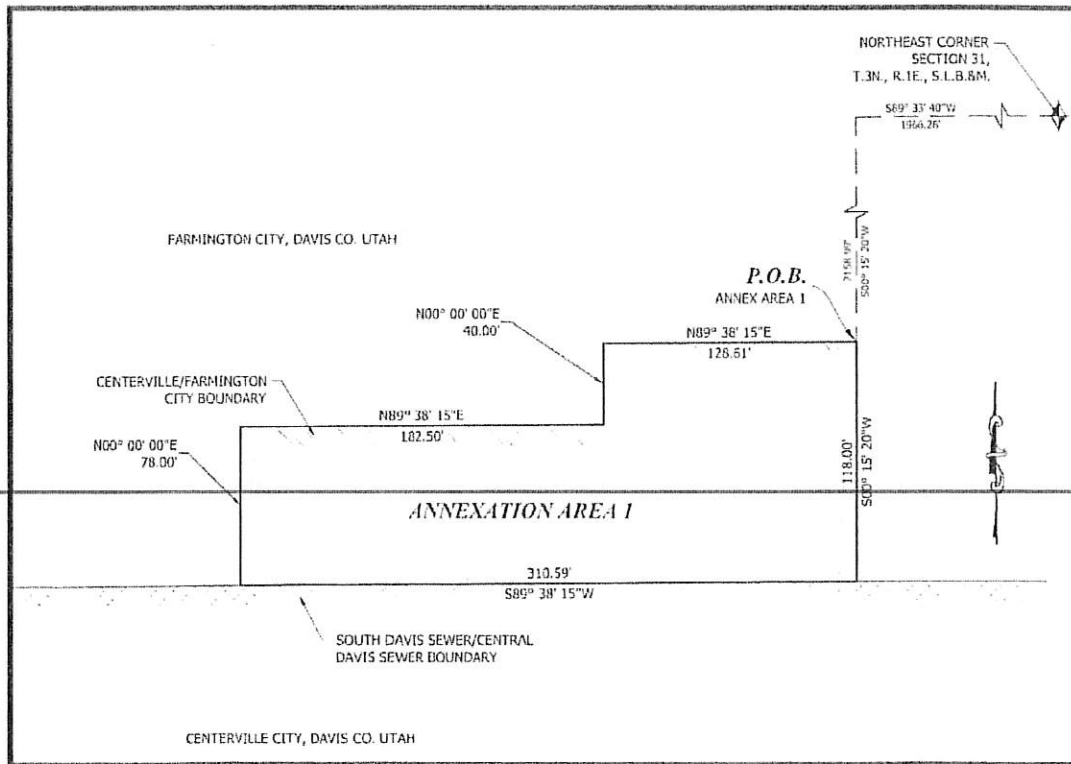 NORTHEAST CORNER
SECTION 31,
T.3N., R.1E., S.L.B.&M.
S89° 33' 40"W
1966.26'
FARMINGTON CITY, DAVIS CO. UTAH
S00° 15' 20"W
P.O.B.
ANNEX AREA 1
N00° 00' 00"E
40.00'
N89° 38' 15"E
128.61'
CENTERVILLE/FARMINGTON
CITY BOUNDARY
N89° 38' 15"E
182.50'
N00° 00' 00"E
78.00'
118.00'
S00° 15' 20"W
ANNEXATION AREA 1
310.59'
S89° 38' 15"W
SOUTH DAVIS SEWER/CENTRAL
DAVIS SEWER BOUNDARY
CENTERVILLE CITY, DAVIS CO. UTAH